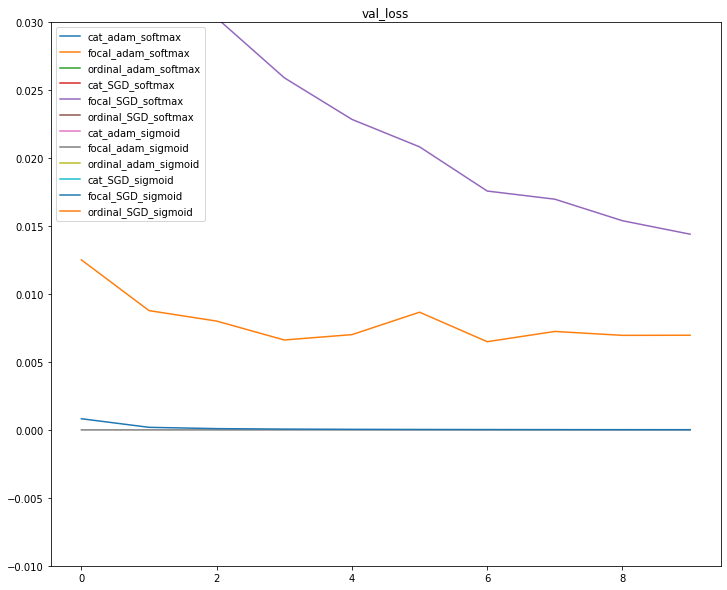 val_loss
cat_adam_softmax
focal_adam_softmax
ordinal_adam_softmax
cat_SGD_softmax
focal_SGD_softmax
ordinal_SGD_softmax
cat_adam_sigmoid
focal_adam_sigmoid
ordinal_adam_sigmoid
cat_SGD_sigmoid
focal_SGD_sigmoid
ordinal_SGD_sigmoid
0.030
0.025
0.020
0.015
0.010
0.005
0.000
−0.005
−0.010
0 2 4 6 8